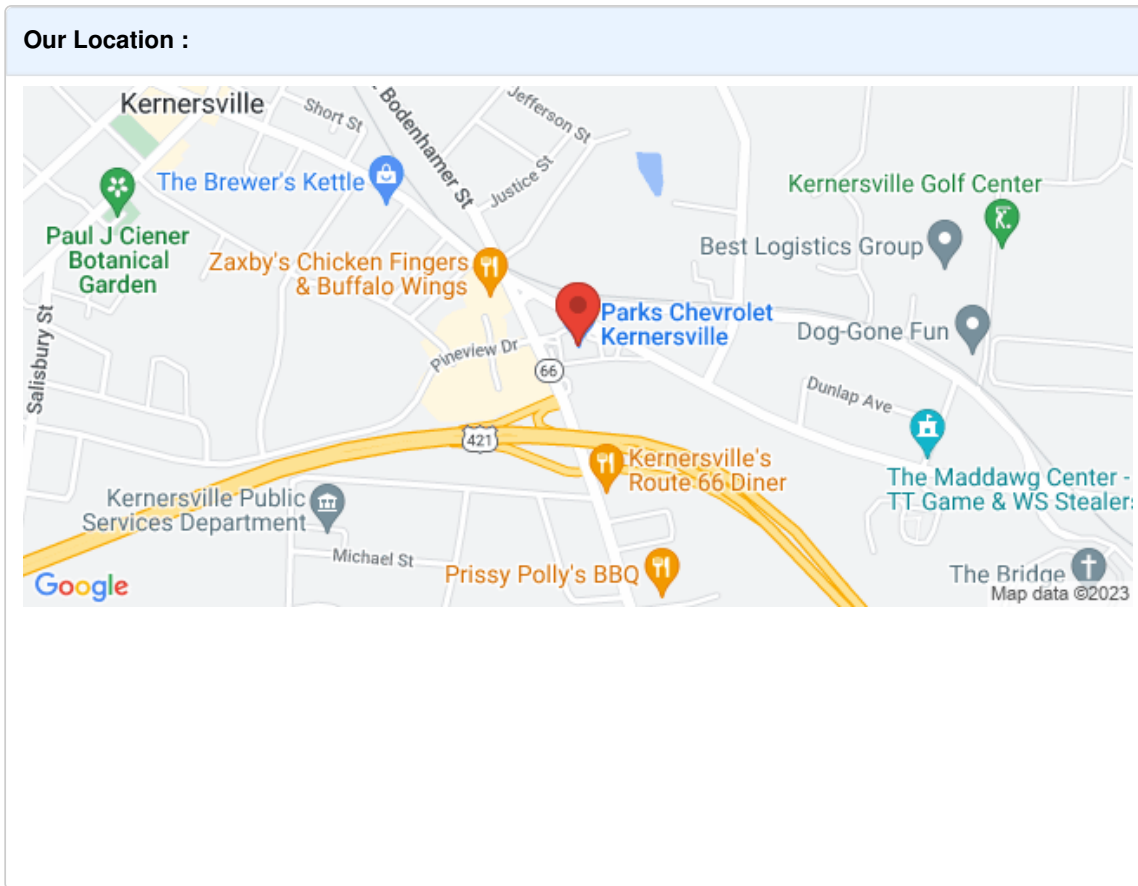 Our Location :
Kernersville
Short St
Bodenhamer St
Jefferson St
Justice St
The Brewer's Kettle
Kernersville Golf Center
Paul J Ciener
Botanical
Garden
Best Logistics Group
Zaxby's Chicken Fingers
& Buffalo Wings
Parks Chevrolet
Kernersville
Dog-Gone Fun
Salisbury St
Pineview Dr
66
Dunlap Ave
421
Kernersville's
Route 66 Diner
The Maddawg Center -
TT Game & WS Stealers
Kernersville Public
Services Department
Michael St
Prissy Polly's BBQ
The Bridge
Google
Map data ©2023